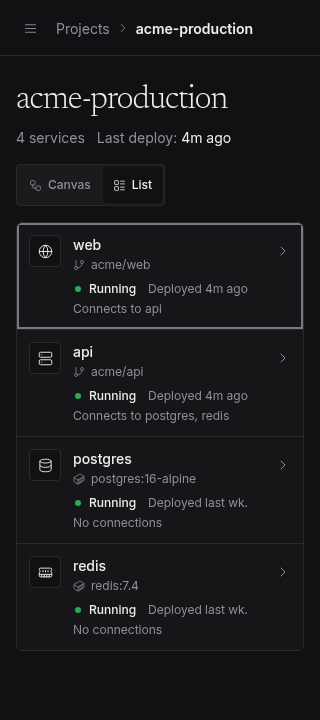 Projects > acme-production
acme-production
4 services Last deploy: 4m ago
Canvas List
web
acme/web
Running Deployed 4m ago
Connects to api
api
acme/api
Running Deployed 4m ago
Connects to postgres, redis
postgres
postgres:16-alpine
Running Deployed last wk.
No connections
redis
redis:7.4
Running Deployed last wk.
No connections